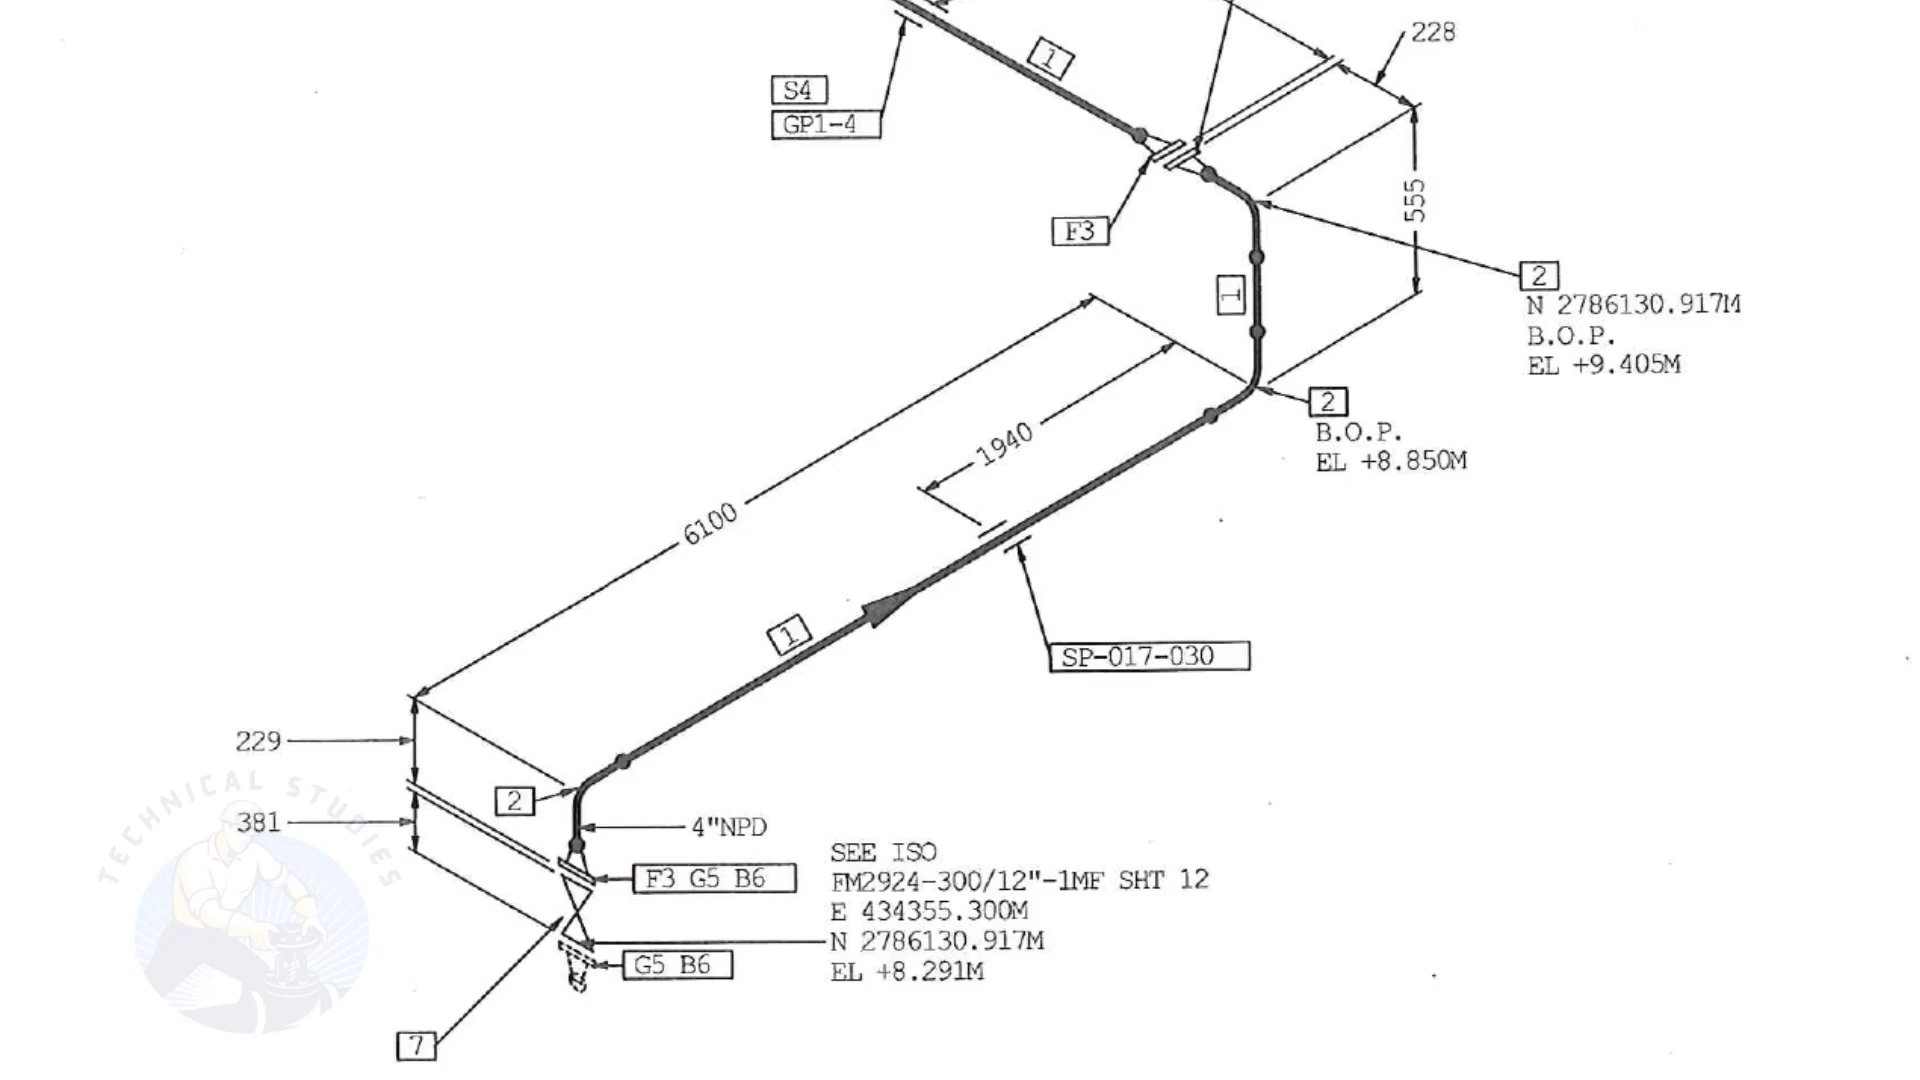 228
1
S4
GP1-4
555
F3
2
N 2786130.917M
B.O.P.
EL +9.405M
1
2
B.O.P.
EL +8.850M
1940
6100
1
SP-017-030
229
2
381
4"NPD
F3 G5 B6
SEE ISO
FM2924-300/12"-1MF SHT 12
E 434355.300M
N 2786130.917M
EL +8.291M
G5 B6
7
TECHNICAL STUDIES